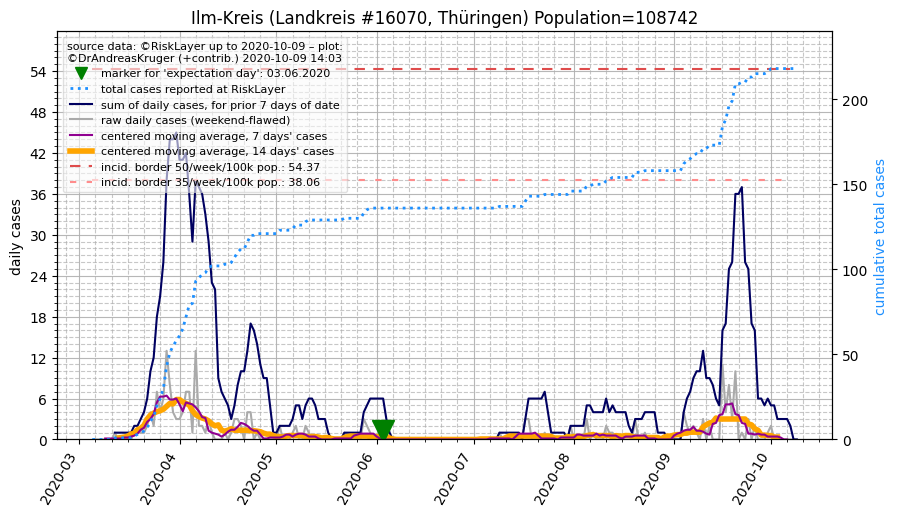 Ilm-Kreis (Landkreis #16070, Thüringen) Population=108742
source data: ©RiskLayer up to 2020-10-09 – plot:
©DrAndreasKruger (+contrib.) 2020-10-09 14:03
marker for 'expectation day': 03.06.2020
total cases reported at RiskLayer
sum of daily cases, for prior 7 days of date
raw daily cases (weekend-flawed)
centered moving average, 7 days' cases
centered moving average, 14 days' cases
incid. border 50/week/100k pop.: 54.37
incid. border 35/week/100k pop.: 38.06
daily cases
54
48
42
36
30
24
18
12
6
0
200
150
100
50
0
cumulative total cases
2020-03
2020-04
2020-05
2020-06
2020-07
2020-08
2020-09
2020-10